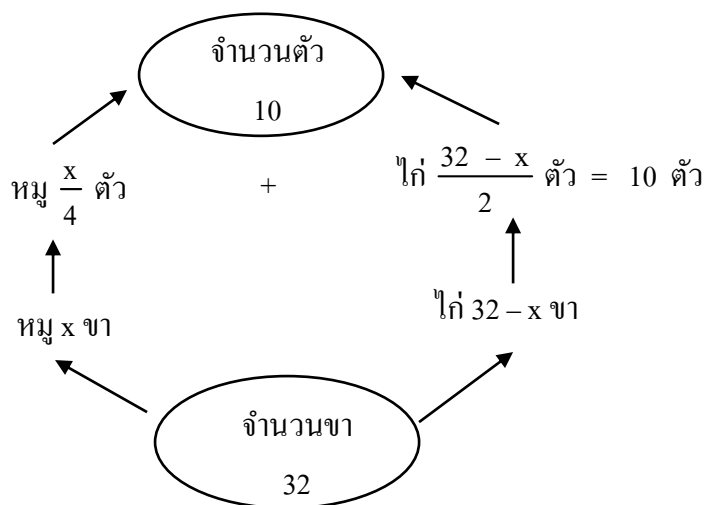 จำนวนตัว
10
หมู x/4 ตัว + ไก่ (32 – x)/2 ตัว = 10 ตัว
หมู x ขา
ไก่ 32 – x ขา
จำนวนขา
32